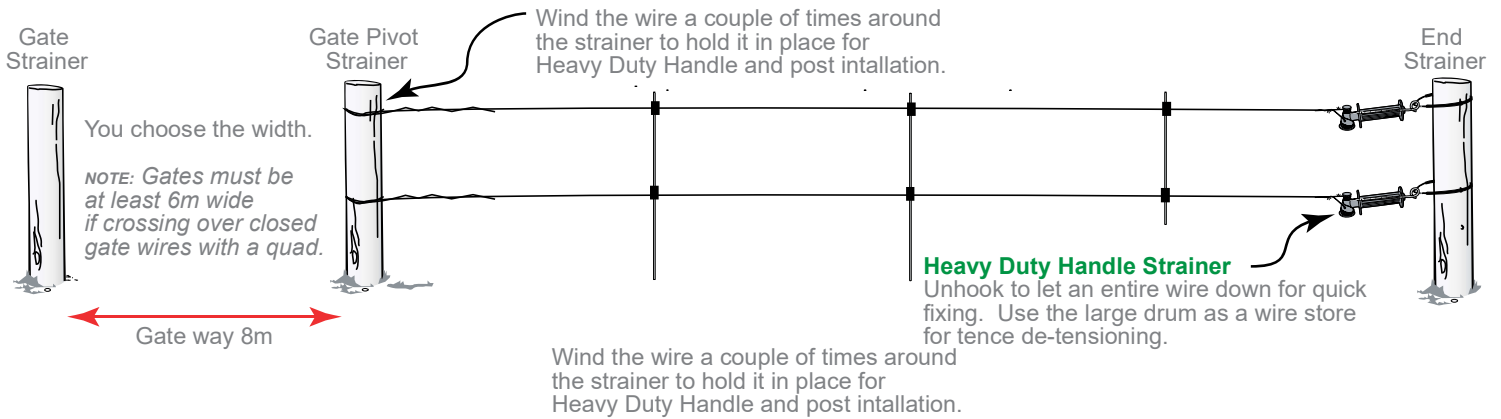 Gate
Strainer
Gate Pivot
Strainer
Wind the wire a couple of times around
the strainer to hold it in place for
Heavy Duty Handle and post intallation.
End
Strainer
You choose the width.
NOTE: Gates must be
at least 6m wide
if crossing over closed
gate wires with a quad.
Heavy Duty Handle Strainer
Unhook to let an entire wire down for quick
fixing. Use the large drum as a wire store
for tence de-tensioning.
Gate way 8m
Wind the wire a couple of times around
the strainer to hold it in place for
Heavy Duty Handle and post intallation.